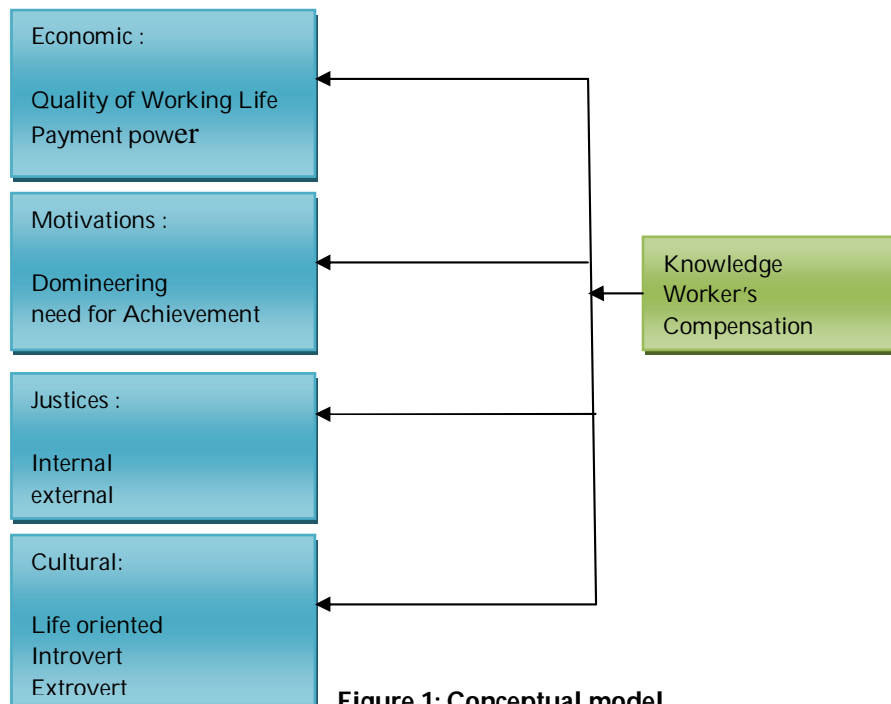 Economic :
Quality of Working Life
Payment power
Motivations :
Domineering
need for Achievement
Justices :
Internal
external
Cultural:
Life oriented
Introvert
Extrovert
Knowledge
Worker's
Compensation
Figure 1: Conceptual model